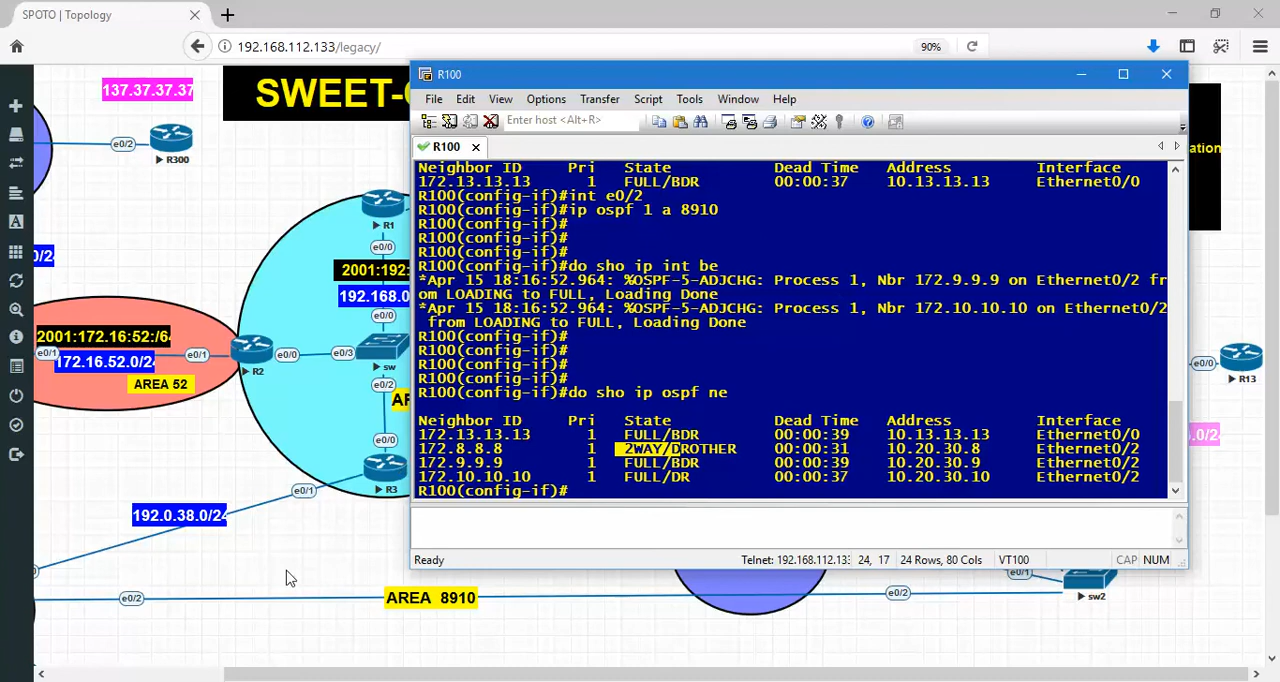 SPOTO | Topology
192.168.112.133/legacy/
90%
137.37.37.37
SWEET-
e0/2
R300
R1
e0/0
2001:192:
192.168.0
e0/0
2001:172.16:52:/64
e0/1
172.16.52.0/24
e0/1
AREA 52
R2
e0/0
e0/3
sw
e0/2
e0/0
R3
e0/1
192.0.38.0/24
e0/2
AREA 8910
e0/2
e0/1
sw2
e0/0
R13
.0/24
R100
File Edit View Options Transfer Script Tools Window Help
Enter host <Alt+R>
R100
Neighbor ID Pri State Dead Time Address Interface
172.13.13.13 1 FULL/BDR 00:00:37 10.13.13.13 Ethernet0/0
R100(config-if)#int e0/2
R100(config-if)#ip ospf 1 a 8910
R100(config-if)#
R100(config-if)#
R100(config-if)#
R100(config-if)#do sho ip int be
*Apr 15 18:16:52.964: %OSPF-5-ADJCHG: Process 1, Nbr 172.9.9.9 on Ethernet0/2 fr
om LOADING to FULL, Loading Done
*Apr 15 18:16:52.964: %OSPF-5-ADJCHG: Process 1, Nbr 172.10.10.10 on Ethernet0/2
from LOADING to FULL, Loading Done
R100(config-if)#
R100(config-if)#
R100(config-if)#
R100(config-if)#
R100(config-if)#do sho ip ospf ne
Neighbor ID Pri State Dead Time Address Interface
172.13.13.13 1 FULL/BDR 00:00:39 10.13.13.13 Ethernet0/0
172.8.8.8 1 2WAY/DROTHER 00:00:31 10.20.30.8 Ethernet0/2
172.9.9.9 1 FULL/BDR 00:00:39 10.20.30.9 Ethernet0/2
172.10.10.10 1 FULL/DR 00:00:37 10.20.30.10 Ethernet0/2
R100(config-if)#
Ready Telnet: 192.168.112.13 24, 17 24 Rows, 80 Cols VT100 CAP NUM